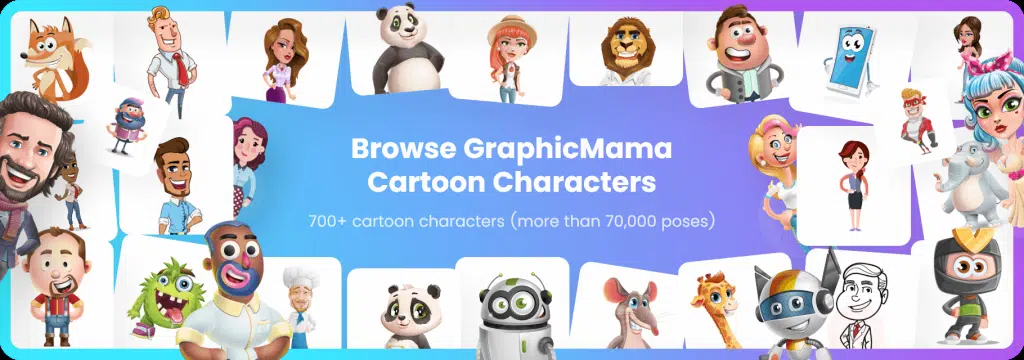 Browse GraphicMama
Cartoon Characters
700+ cartoon characters (more than 70,000 poses)